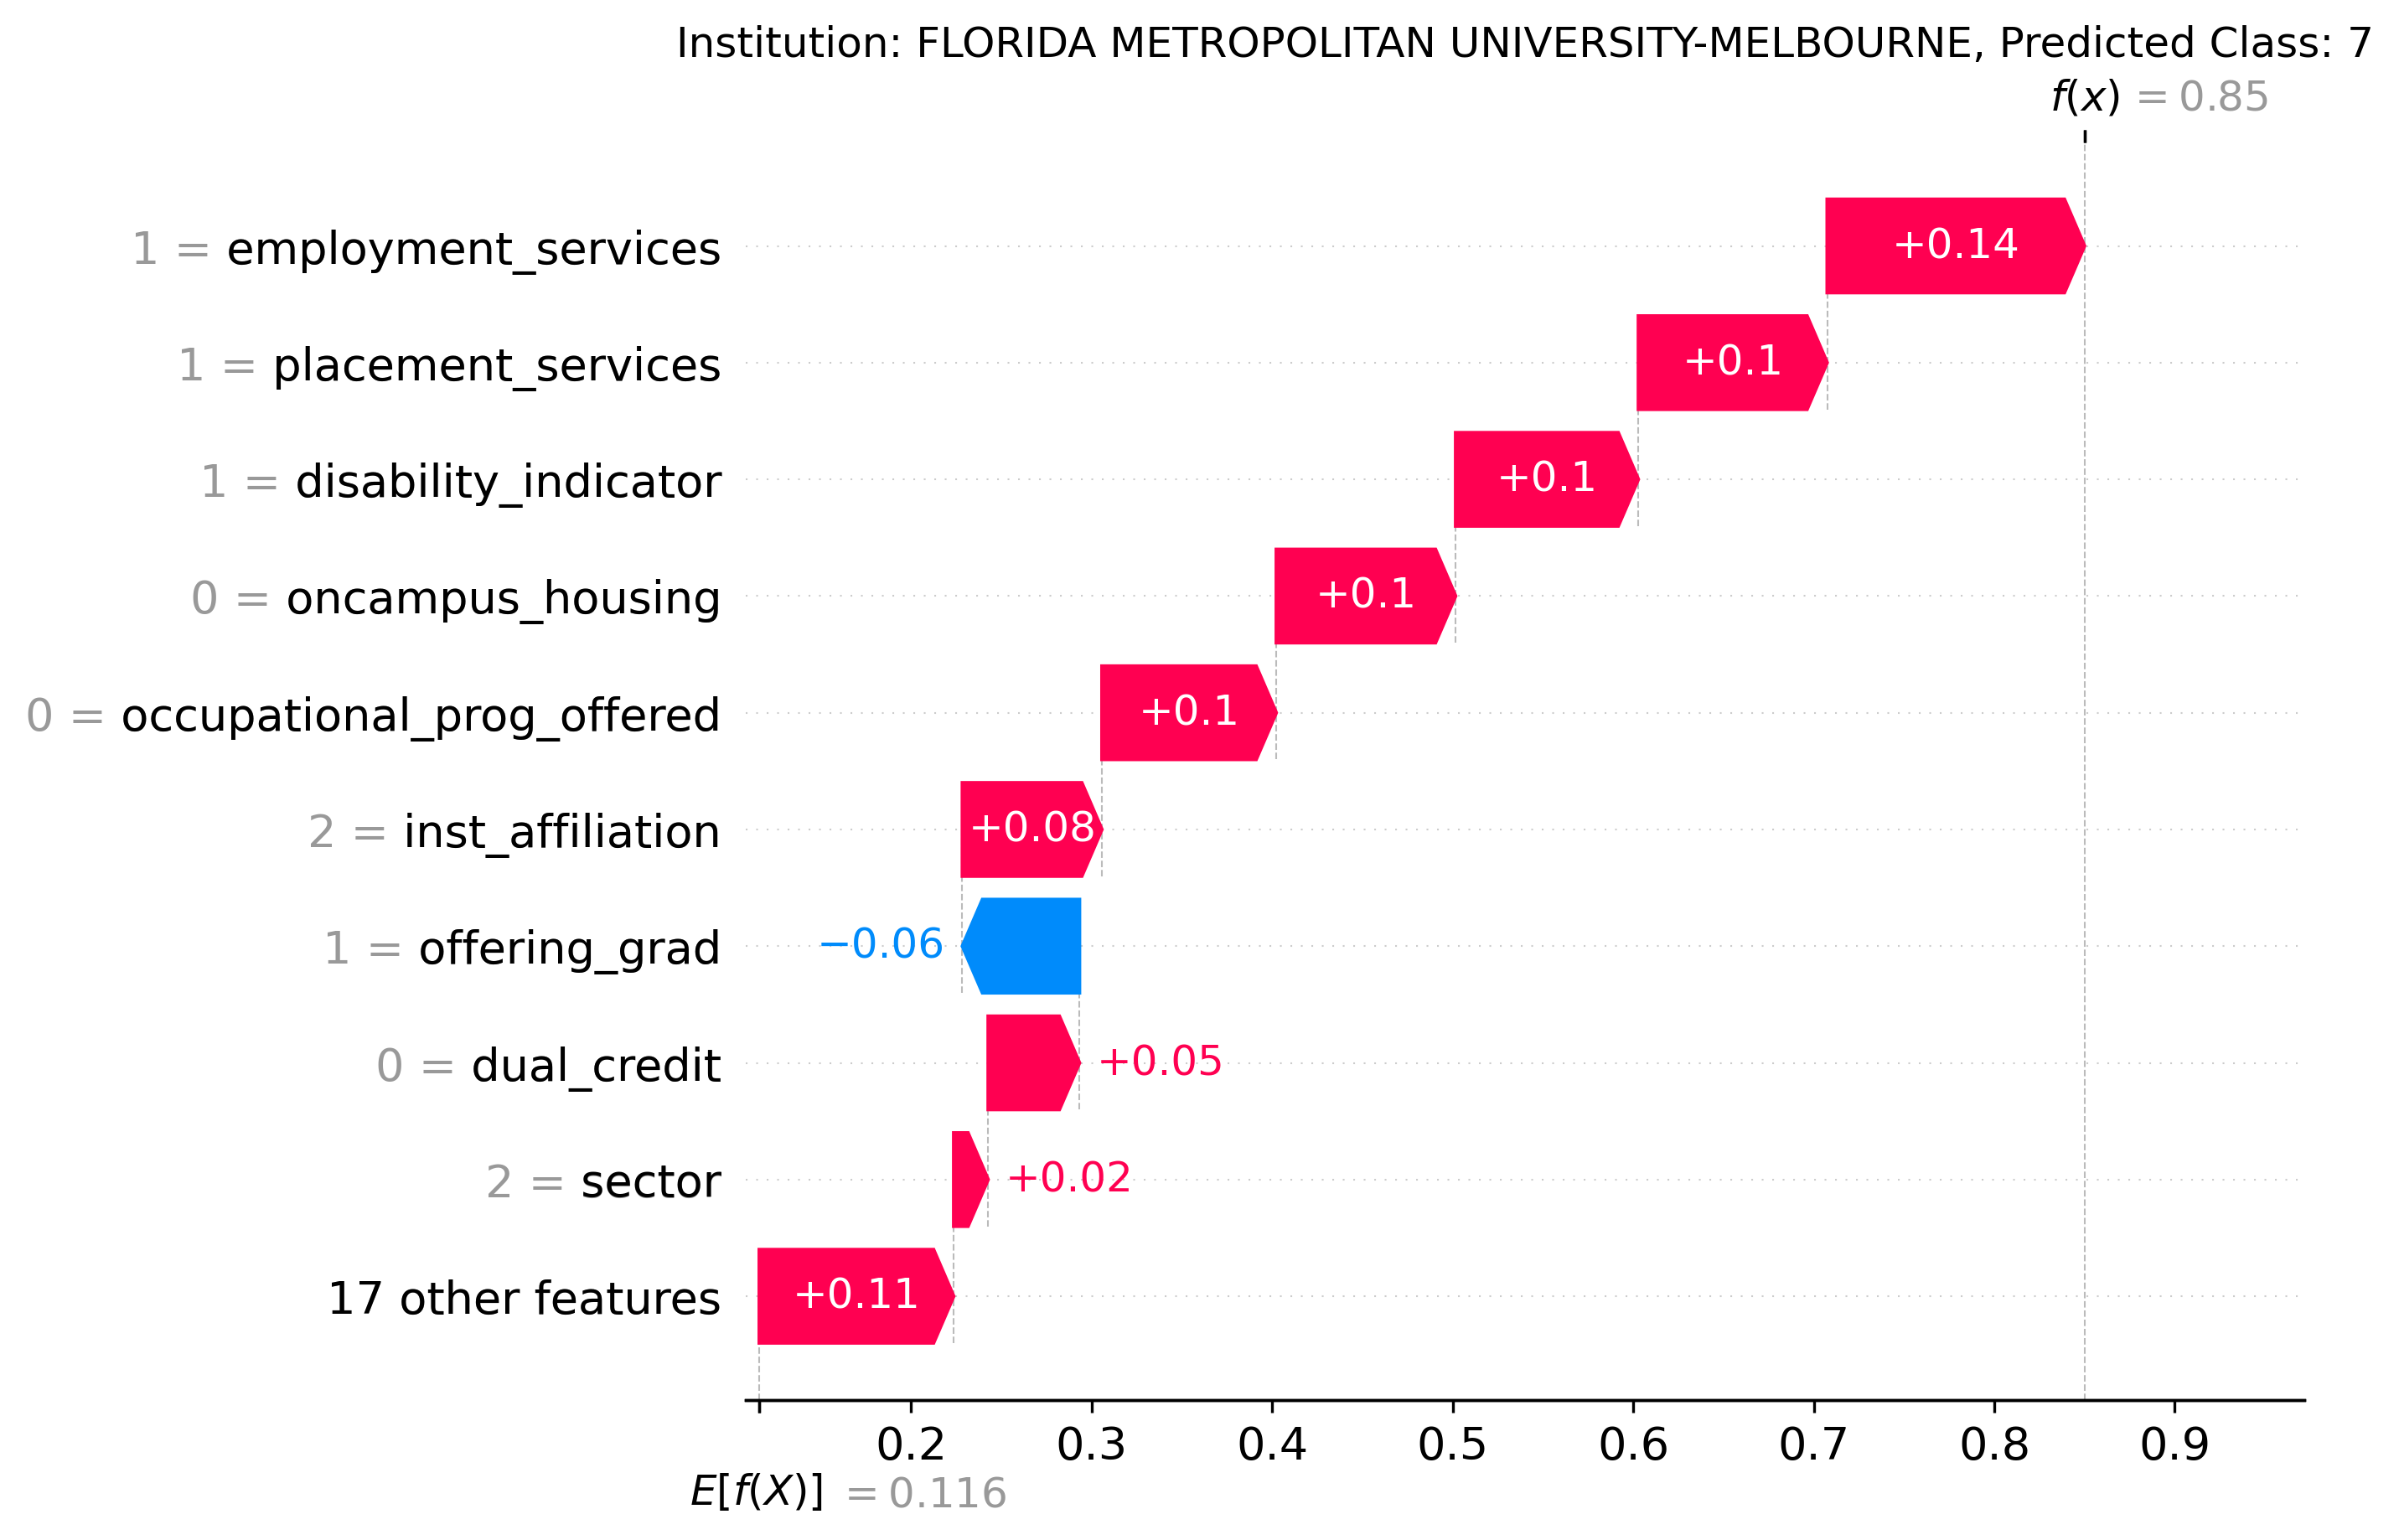 Institution: FLORIDA METROPOLITAN UNIVERSITY-MELBOURNE, Predicted Class: 7
f(x) = 0.85
1 = employment_services +0.14
1 = placement_services +0.1
1 = disability_indicator +0.1
0 = oncampus_housing +0.1
0 = occupational_prog_offered +0.1
2 = inst_affiliation +0.08
1 = offering_grad −0.06
0 = dual_credit +0.05
2 = sector +0.02
17 other features +0.11
0.2 0.3 0.4 0.5 0.6 0.7 0.8 0.9
E[f(X)] = 0.116